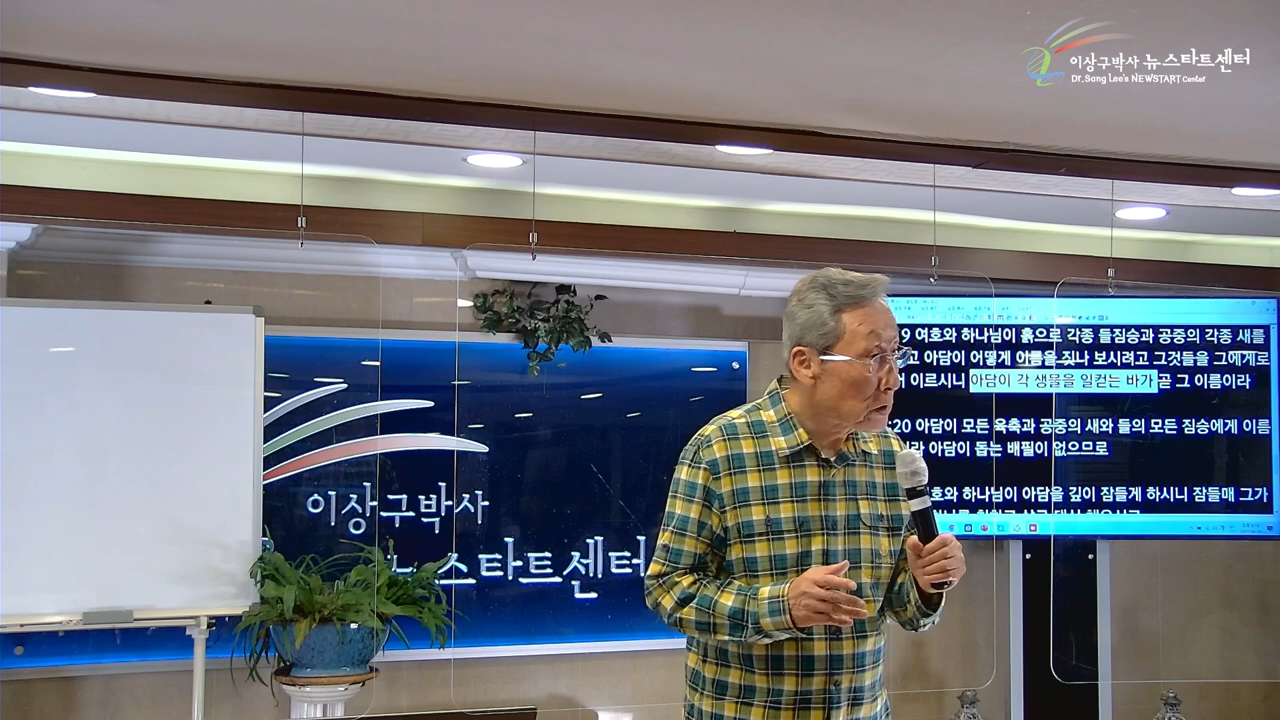 이상구박사 뉴스타트센터
Dr. Sang Lee's NEWSTART Center
9 여호와 하나님이 흙으로 각종 들짐승과 공중의 각종 새를
고 아담이 어떻게 이름을 짓나 보시려고 그것들을 그에게로
이르시니 아담이 각 생물을 일컫는 바가 곧 그 이름이라
:20 아담이 모든 육축과 공중의 새와 들의 모든 짐승에게 이름
아담이 돕는 배필이 없으므로
여호와 하나님이 아담을 깊이 잠들게 하시니 잠들매 그가
이상구박사
뉴스타트센터